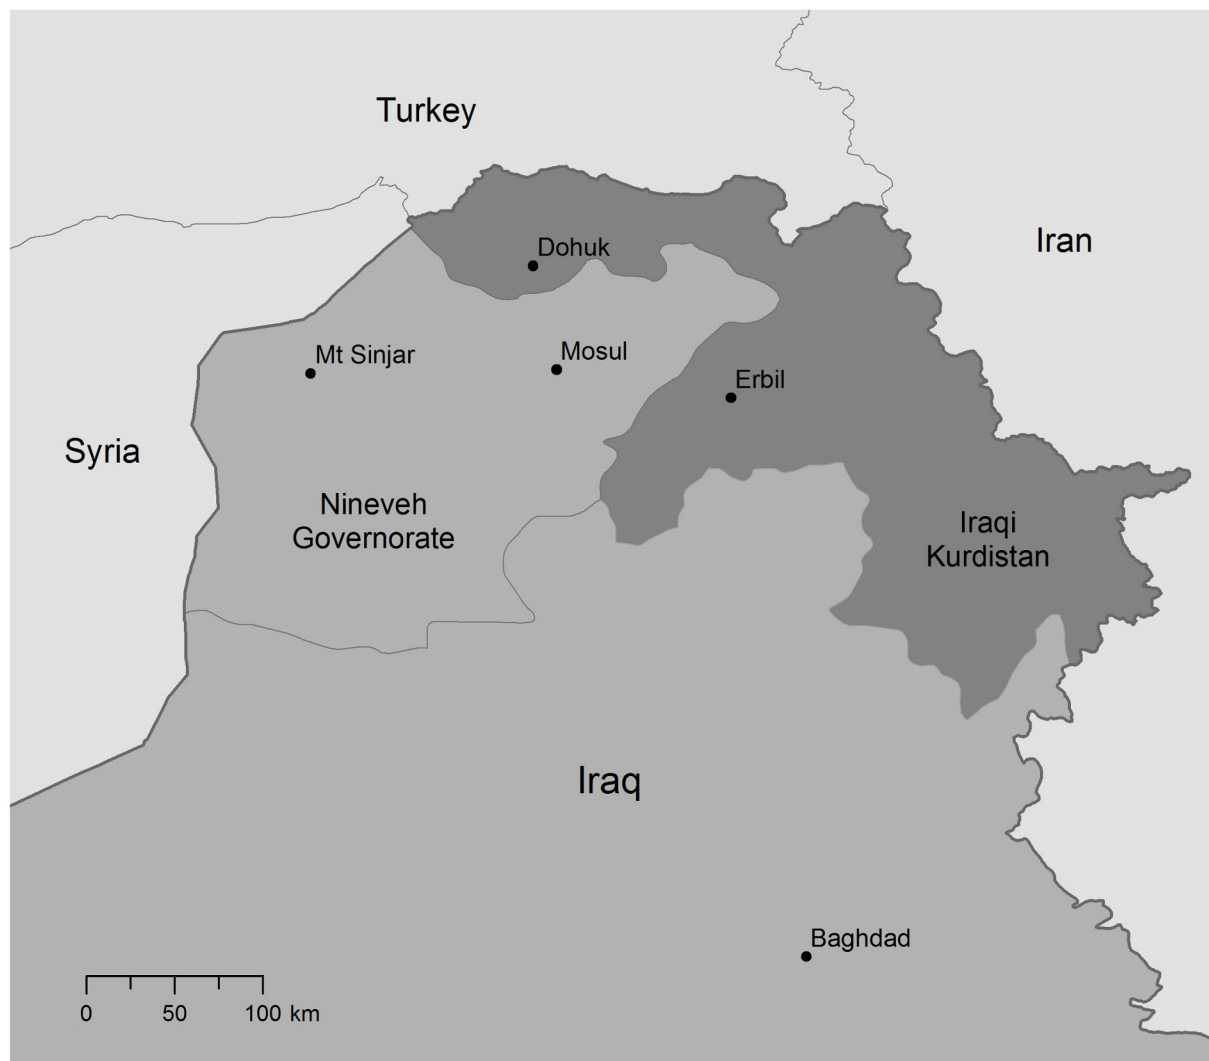 Turkey
Dohuk
Iran
Mt Sinjar
Mosul
Erbil
Syria
Nineveh
Governorate
Iraqi
Kurdistan
Iraq
Baghdad
0 50 100 km